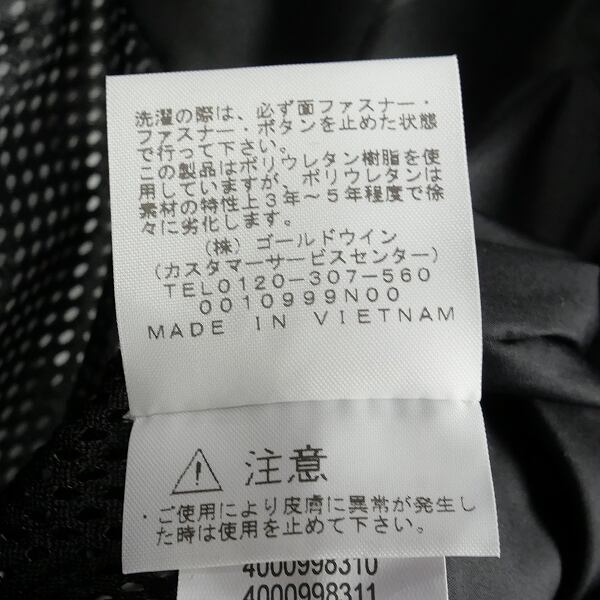 洗濯の際は、必ず面ファスナー・
ファスナー・ボタンを止めた状態
で行って下さい。
この製品はポリウレタン樹脂を使
用していますが、ポリウレタンは
素材の特性上3年～5年程度で徐
々に劣化します。
(株)ゴールドウイン
(カスタマーサービスセンター)
TEL0120-307-560
0010999N00
MADE IN VIETNAM
注意
・ご使用により皮膚に異常が発生し
た時は使用を止めて下さい。
4000998310
4000998311